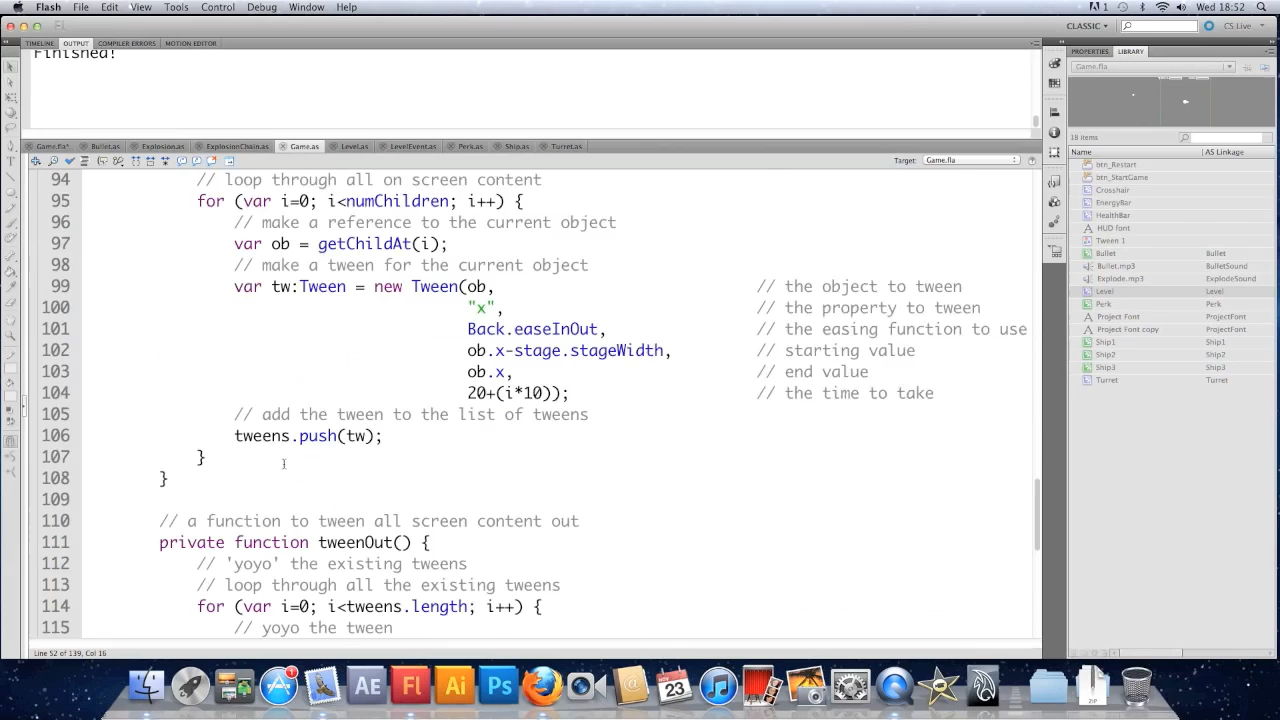 Flash File Edit View Tools Control Debug Window Help
1 Wed 18:52
CLASSIC CS Live
TIMELINE OUTPUT COMPILER ERRORS MOTION EDITOR
PROPERTIES LIBRARY
Finished!
Game.fla
18 items
Game.fla* Bullet.as Explosion.as ExplosionChain.as Game.as Level.as LevelEvent.as Perk.as Ship.as Turret.as
Target: Game.fla
Name AS Linkage
btn_Restart
btn_StartGame
Crosshair
EnergyBar
HealthBar
HUD font
Tween 1
Bullet Bullet
Bullet.mp3 BulletSound
Explode.mp3 ExplodeSound
Level Level
Perk Perk
Project Font ProjectFont
Project Font copy ProjectFont
Ship1 Ship1
Ship2 Ship2
Ship3 Ship3
Turret Turret
94 // loop through all on screen content
95 for (var i=0; i<numChildren; i++) {
96 // make a reference to the current object
97 var ob = getChildAt(i);
98 // make a tween for the current object
99 var tw:Tween = new Tween(ob, // the object to tween
100 "x", // the property to tween
101 Back.easeInOut, // the easing function to use
102 ob.x-stage.stageWidth, // starting value
103 ob.x, // end value
104 20+(i*10)); // the time to take
105 // add the tween to the list of tweens
106 tweens.push(tw);
107 }
108 }
109
110 // a function to tween all screen content out
111 private function tweenOut() {
112 // 'yoyo' the existing tweens
113 // loop through all the existing tweens
114 for (var i=0; i<tweens.length; i++) {
115 // yoyo the tween
Line 52 of 139, Col 16
1
AE Fl Ai Ps
NOV
23
ZIP